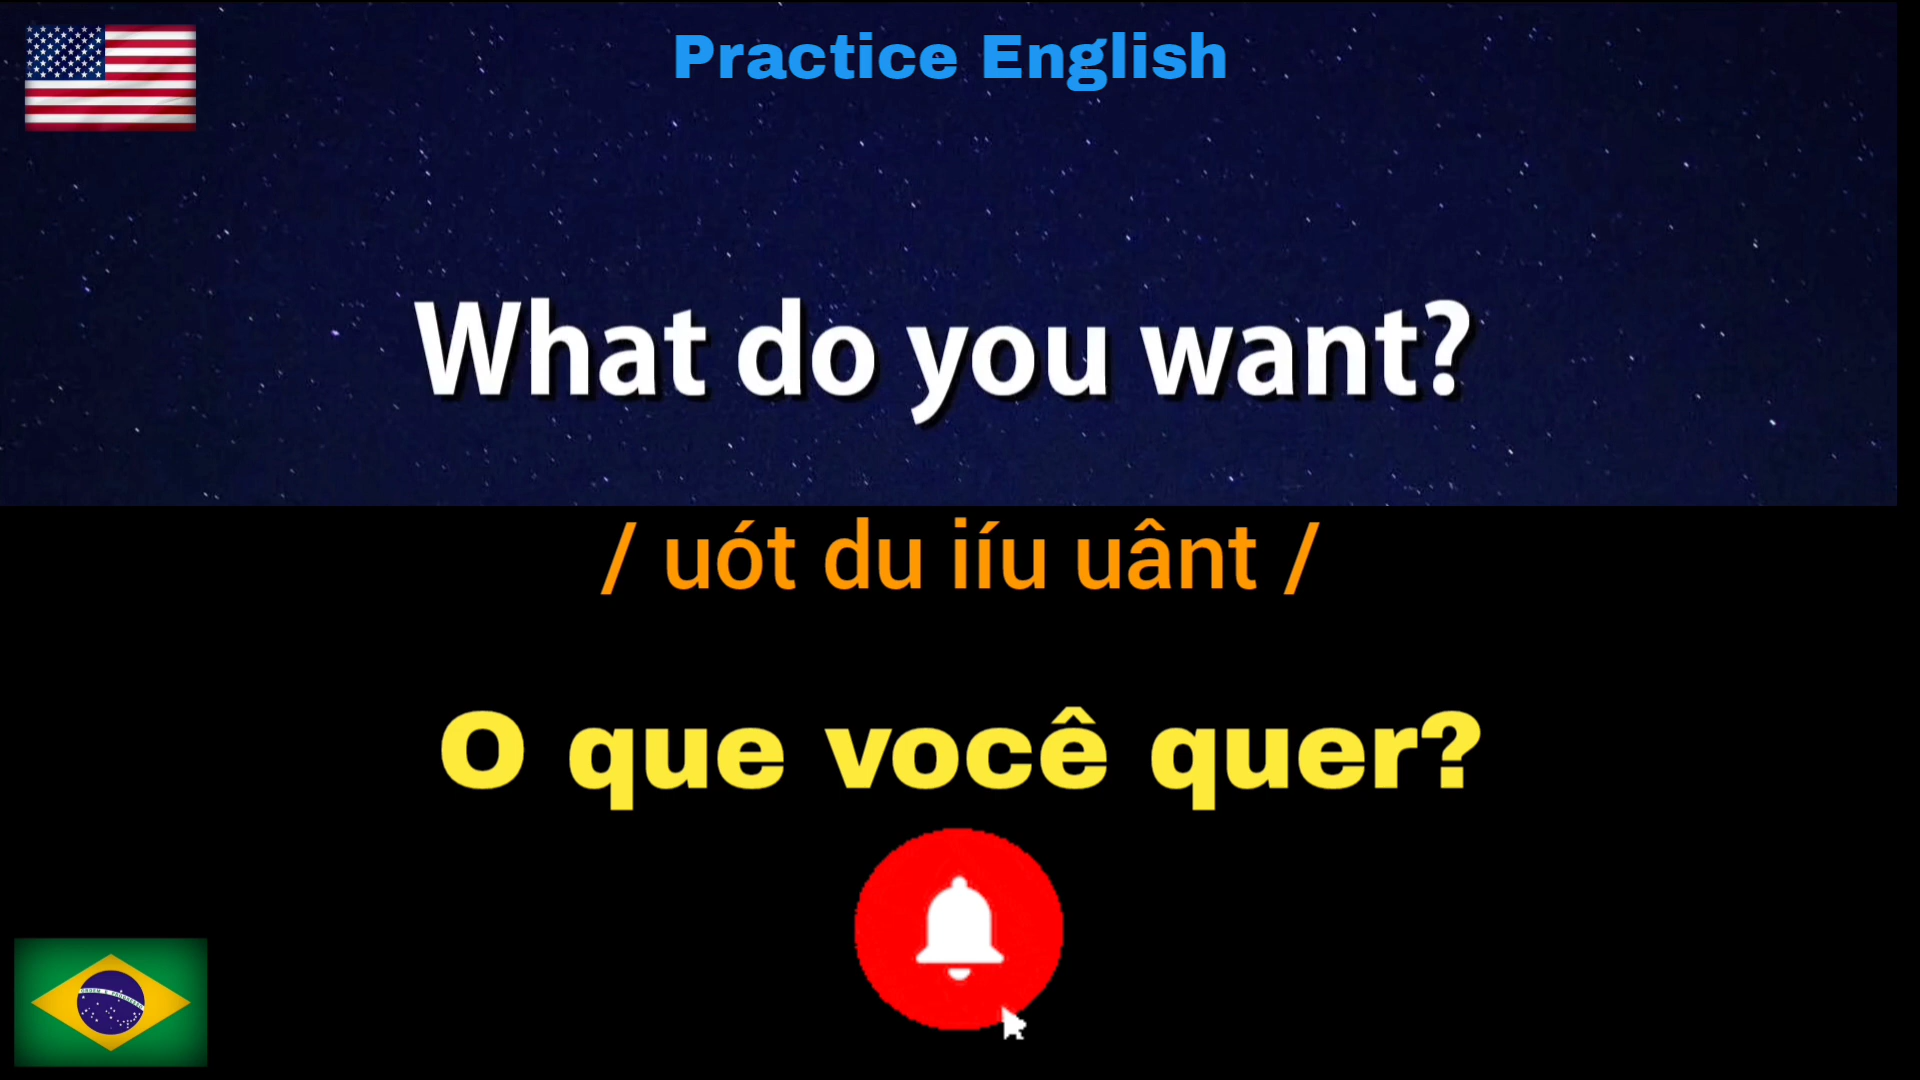 Practice English
What do you want?
/ uót du iíu uânt /
O que você quer?